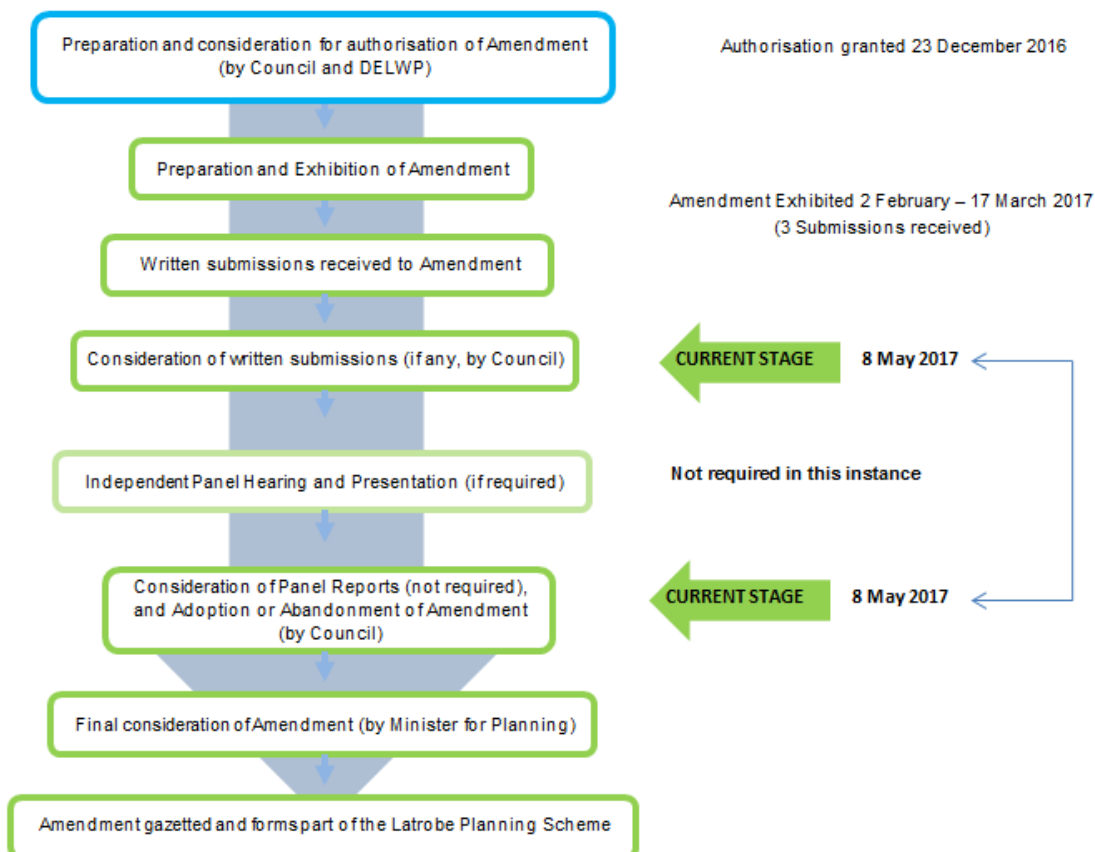 Preparation and consideration for authorisation of Amendment
(by Council and DELWP)
Authorisation granted 23 December 2016
Preparation and Exhibition of Amendment
Amendment Exhibited 2 February – 17 March 2017
(3 Submissions received)
Written submissions received to Amendment
Consideration of written submissions (if any, by Council)
CURRENT STAGE
8 May 2017
Independent Panel Hearing and Presentation (if required)
Not required in this instance
Consideration of Panel Reports (not required),
and Adoption or Abandonment of Amendment
(by Council)
CURRENT STAGE
8 May 2017
Final consideration of Amendment (by Minister for Planning)
Amendment gazetted and forms part of the Latrobe Planning Scheme